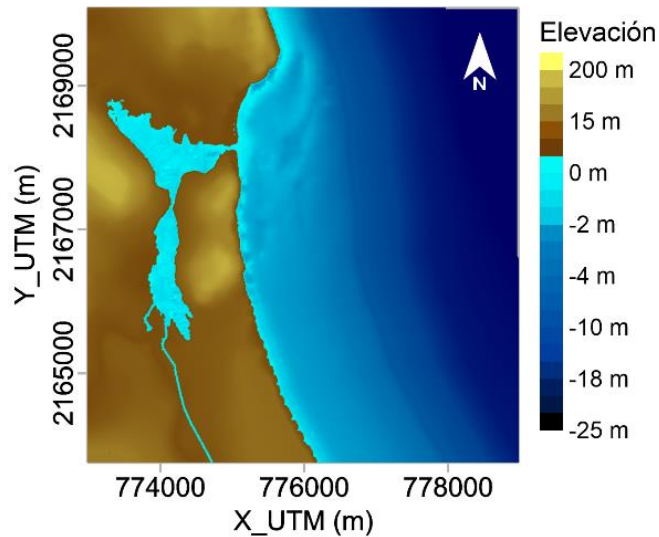 Elevación
200 m
15 m
0 m
-2 m
-4 m
-10 m
-18 m
-25 m
N
2169000
2167000
2165000
Y_UTM (m)
774000 776000 778000
X_UTM (m)